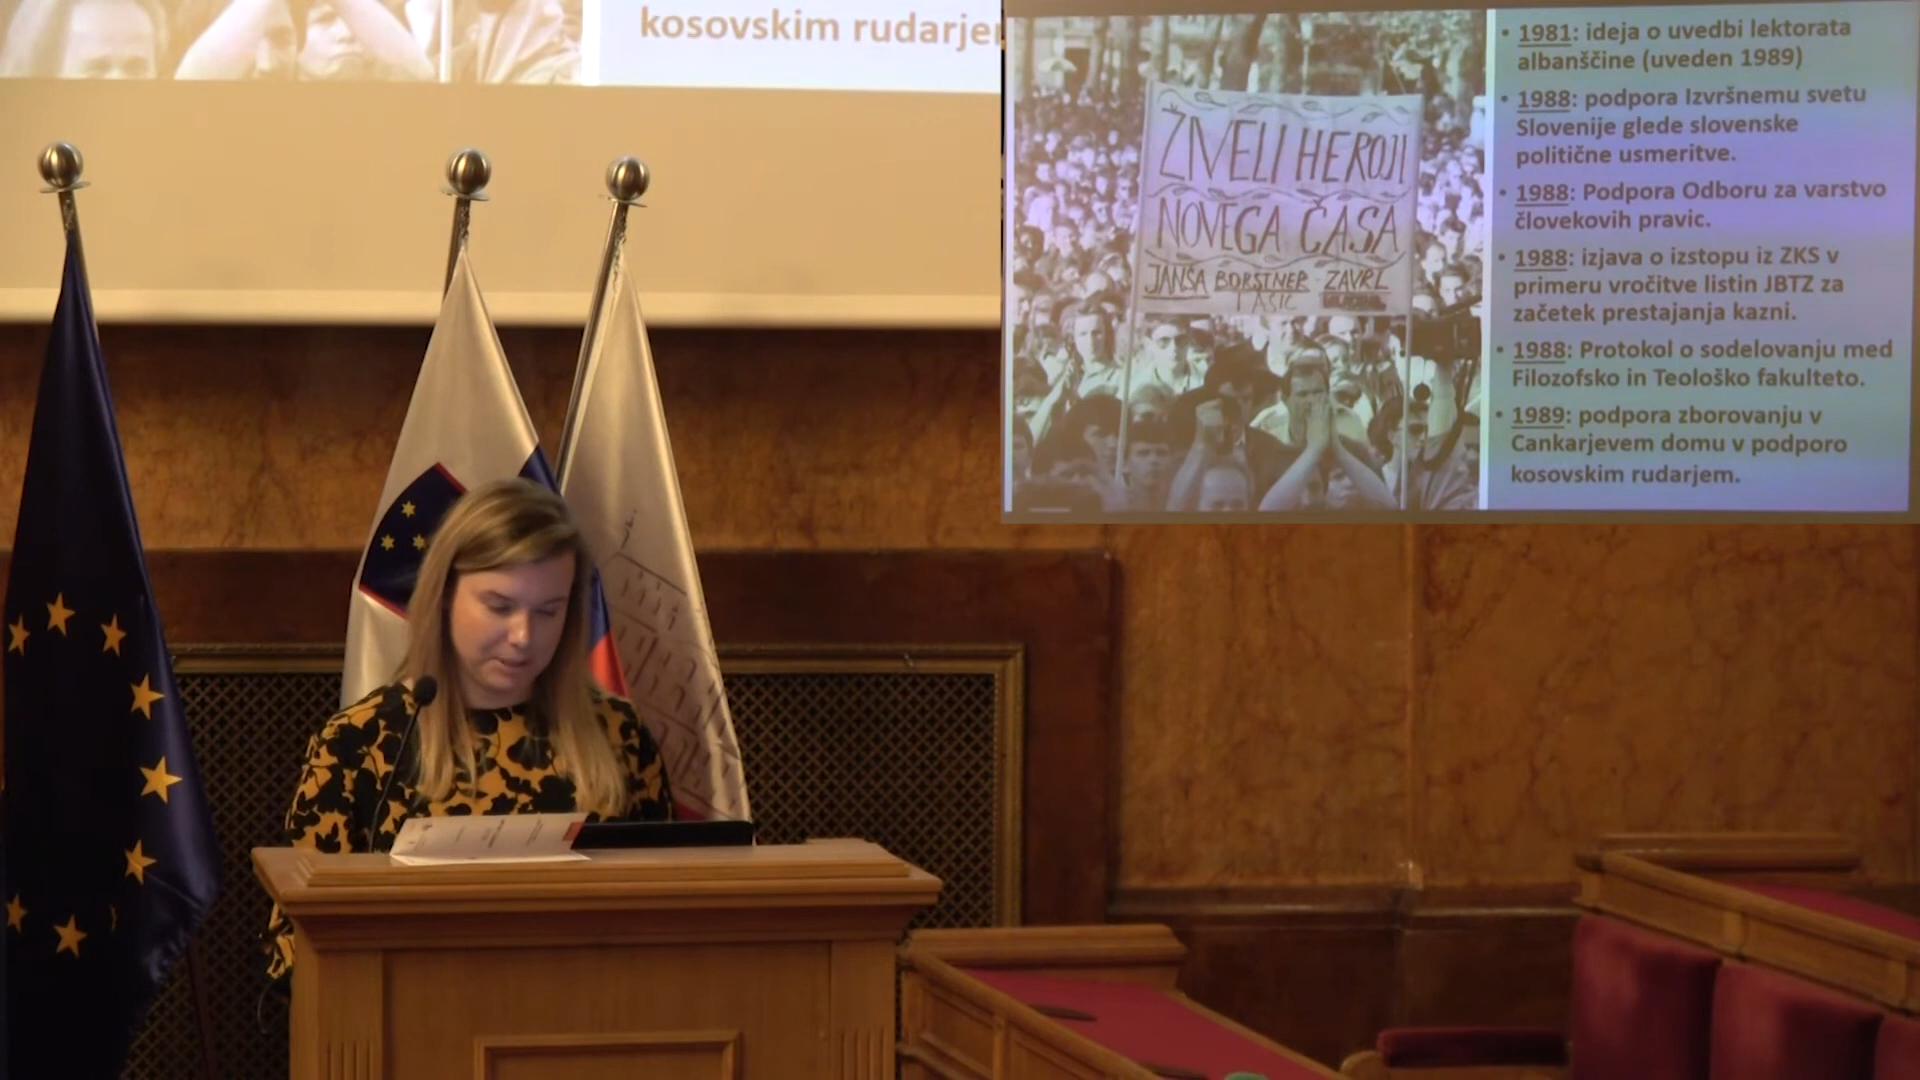 kosovskim rudarje
ŽIVELI HEROJI
NOVEGA ČASA
JANŠA BORŠTNER ZAVRL
TASIČ
• 1981: ideja o uvedbi lektorata
albanščine (uveden 1989)
• 1988: podpora Izvršnemu svetu
Slovenije glede slovenske
politične usmeritve.
• 1988: Podpora Odboru za varstvo
človekovih pravic.
• 1988: izjava o izstopu iz ZKS v
primeru vročitve listin JBTZ za
začetek prestajanja kazni.
• 1988: Protokol o sodelovanju med
Filozofsko in Teološko fakulteto.
• 1989: podpora zborovanju v
Cankarjevem domu v podporo
kosovskim rudarjem.